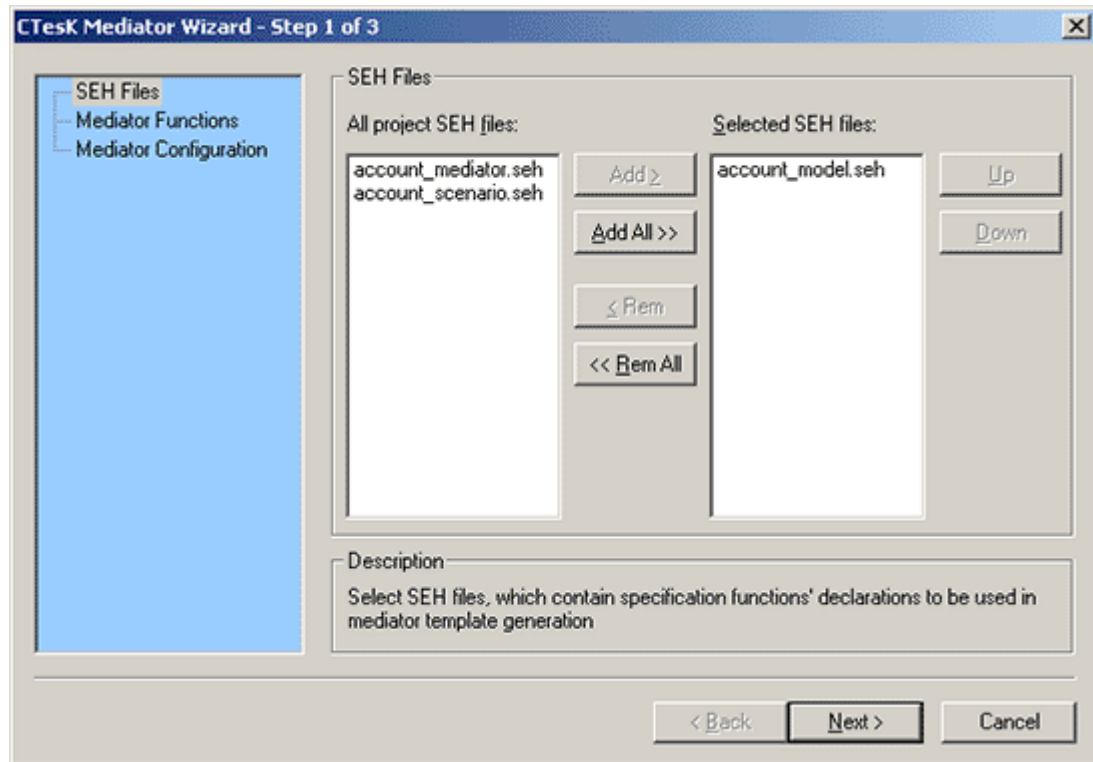 CTesK Mediator Wizard - Step 1 of 3
SEH Files
Mediator Functions
Mediator Configuration
SEH Files
All project SEH files:
account_mediator.seh
account_scenario.seh
Add >
Add All >>
< Rem
<< Rem All
Selected SEH files:
account_model.seh
Up
Down
Description
Select SEH files, which contain specification functions' declarations to be used in
mediator template generation
< Back
Next >
Cancel